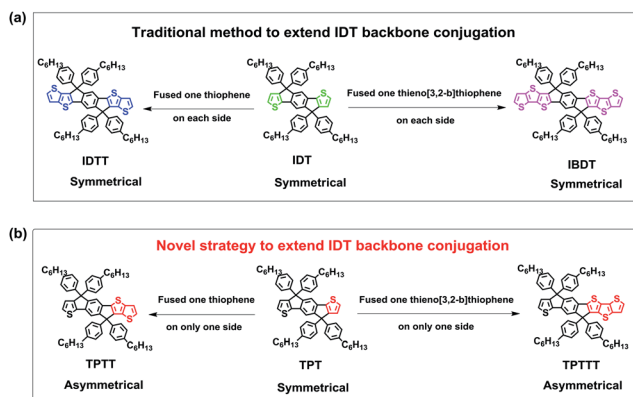 (a)
Traditional method to extend IDT backbone conjugation
C6H13
C6H13
C6H13
C6H13
C6H13
C6H13
S
S
S
S
Fused one thiophene
on each side
S
S
Fused one thieno[3,2-b]thiophene
on each side
S
S
S
S
S
S
C6H13
C6H13
C6H13
C6H13
C6H13
C6H13
IDTT
IDT
IBDT
Symmetrical
Symmetrical
Symmetrical
(b)
Novel strategy to extend IDT backbone conjugation
C6H13
C6H13
C6H13
C6H13
C6H13
C6H13
S
S
S
Fused one thiophene
on only one side
S
S
Fused one thieno[3,2-b]thiophene
on only one side
S
S
S
S
C6H13
C6H13
C6H13
C6H13
C6H13
C6H13
TPTT
TPT
TPTTT
Asymmetrical
Symmetrical
Asymmetrical